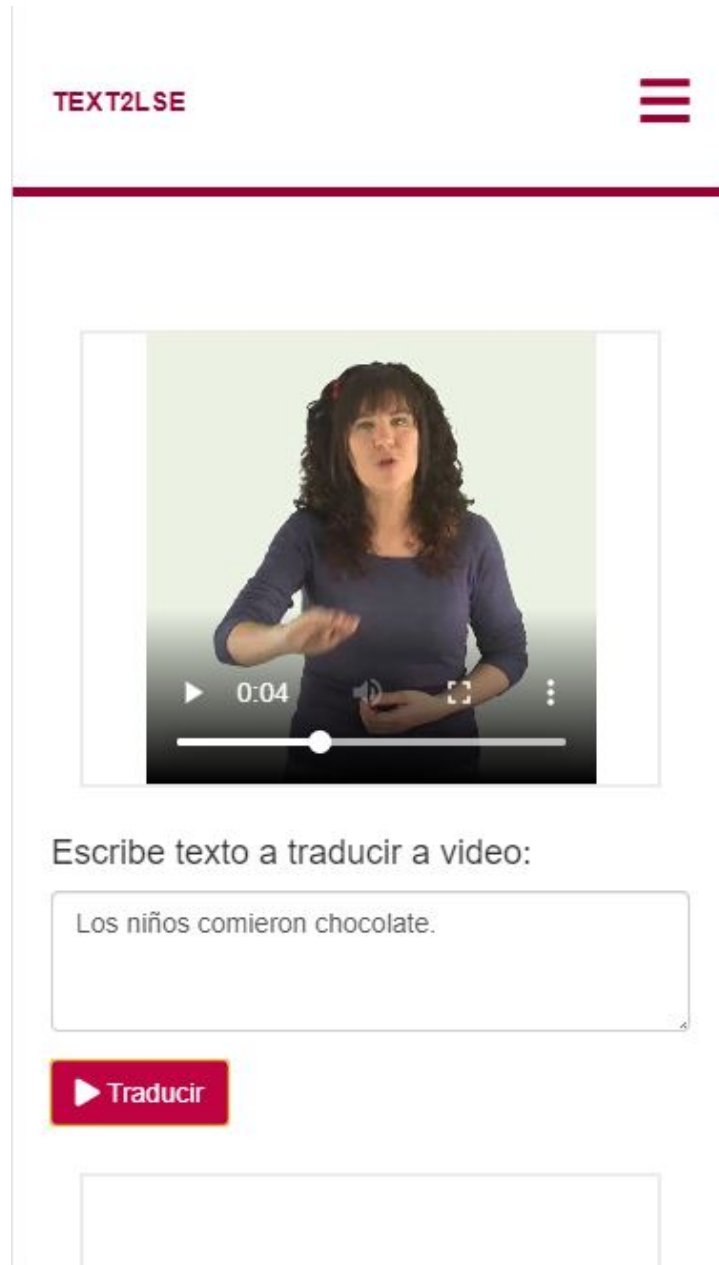 TEXT2LSE
0:04
Escribe texto a traducir a video:
Los niños comieron chocolate.
Traducir